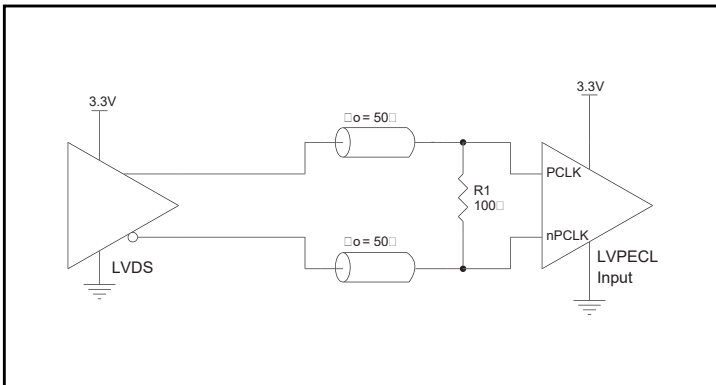 3.3V
3.3V
□o = 50□
PCLK
R1
100□
nPCLK
□o = 50□
LVDS
LVPECL
Input